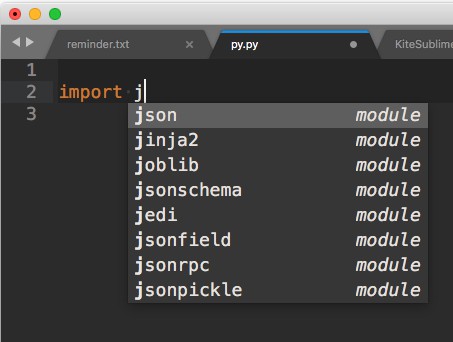 reminder.txt × py.py KiteSublime
1
2 import j
3
json module
jinja2 module
joblib module
jsonschema module
jedi module
jsonfield module
jsonrpc module
jsonpickle module